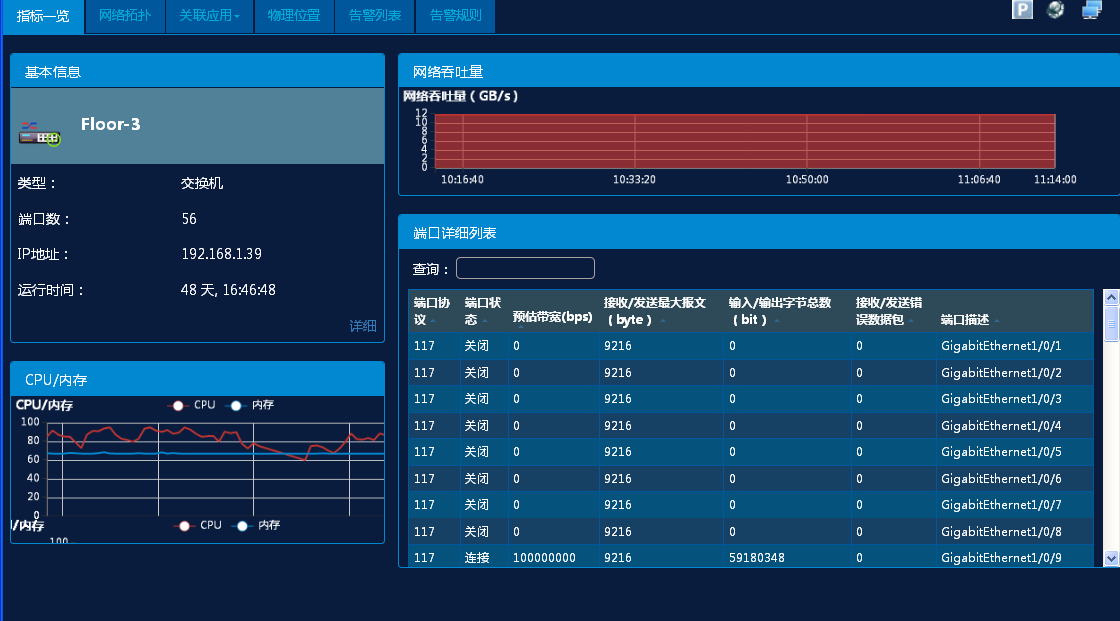 指标一览 网络拓扑 关联应用 物理位置 告警列表 告警规则
P
基本信息
Floor-3
类型： 交换机
端口数： 56
IP地址： 192.168.1.39
运行时间： 48 天, 16:46:48
详细
CPU/内存
CPU/内存 CPU 内存
100
80
60
40
20
0
/内存 CPU 内存
100
网络吞吐量
网络吞吐量（GB/s）
12
10
8
6
4
2
0
10:16:40 10:33:20 10:50:00 11:06:40 11:14:00
端口详细列表
查询：
端口协议 端口状态 预估带宽(bps) 接收/发送最大报文（byte） 输入/输出字节总数（bit） 接收/发送错误数据包 端口描述
117 关闭 0 9216 0 0 GigabitEthernet1/0/1
117 关闭 0 9216 0 0 GigabitEthernet1/0/2
117 关闭 0 9216 0 0 GigabitEthernet1/0/3
117 关闭 0 9216 0 0 GigabitEthernet1/0/4
117 关闭 0 9216 0 0 GigabitEthernet1/0/5
117 关闭 0 9216 0 0 GigabitEthernet1/0/6
117 关闭 0 9216 0 0 GigabitEthernet1/0/7
117 关闭 0 9216 0 0 GigabitEthernet1/0/8
117 连接 100000000 9216 59180348 0 GigabitEthernet1/0/9